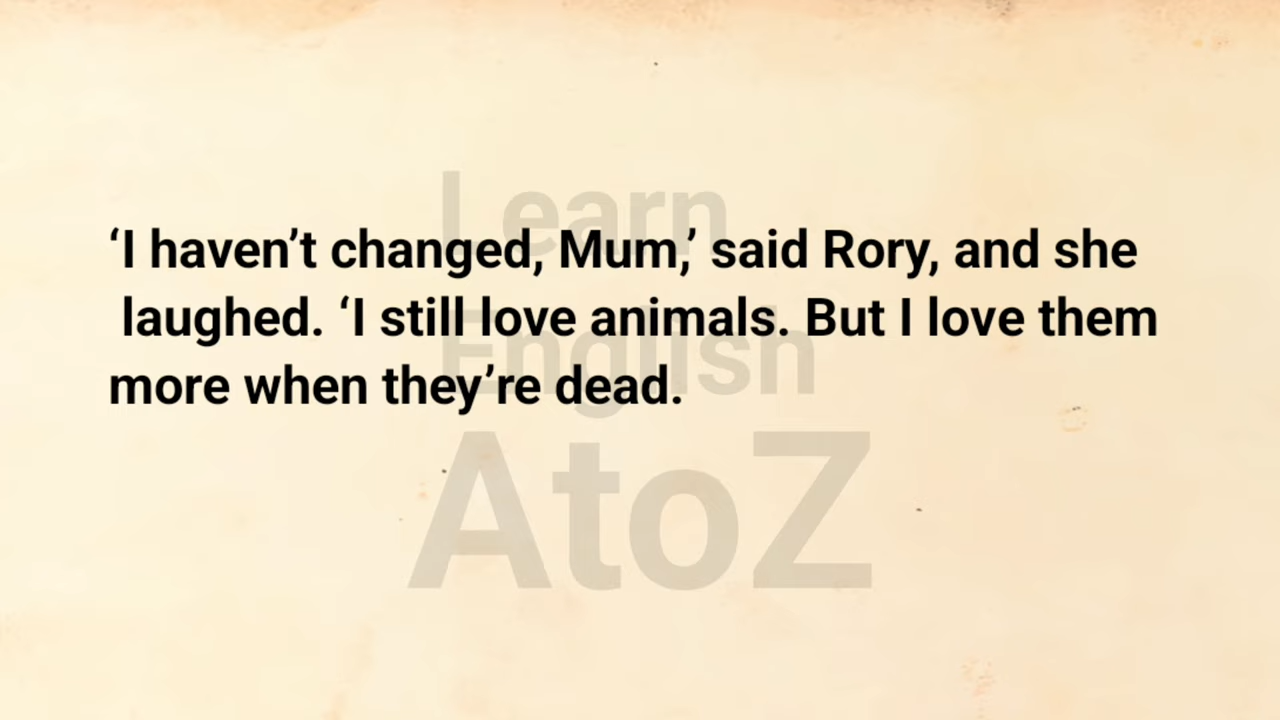 Learn
‘I haven’t changed, Mum,’ said Rory, and she
laughed. ‘I still love animals. But I love them
English
more when they’re dead.
AtoZ